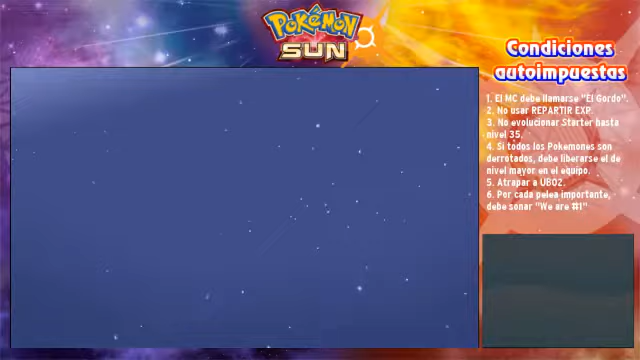 POKéMON
SUN
Condiciones
autoimpuestas
1. El MC debe llamarse "El Gordo".
2. No usar REPARTIR EXP.
3. No evolucionar Starter hasta
nivel 35.
4. Si todos los Pokemones son
derrotados, debe liberarse el de
nivel mayor en el equipo.
5. Atrapar a UB02.
6. Por cada pelea importante,
debe sonar "We are #1"